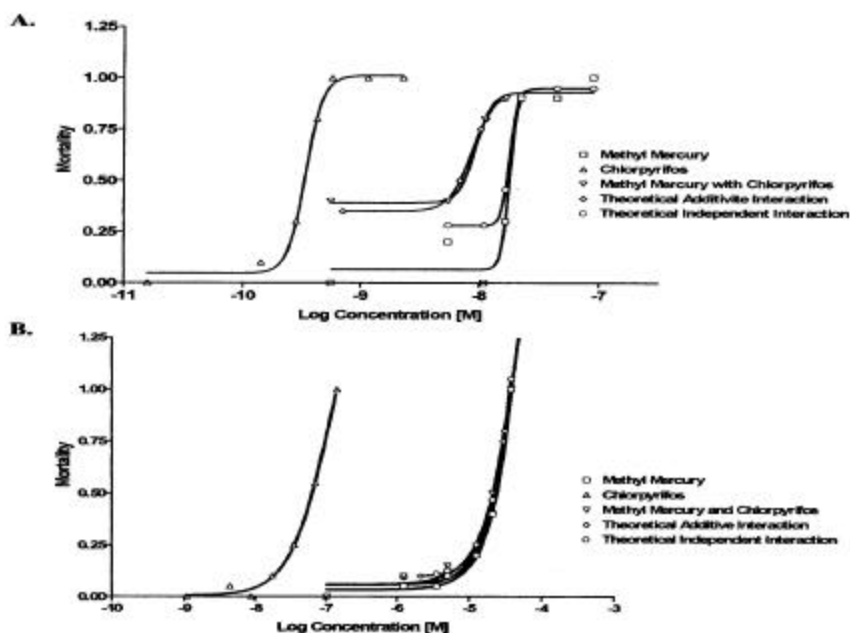 A.
1.25
1.00
0.75
0.50
0.25
0.00
Mortality
-11
-10
-9
-8
-7
Log Concentration [M]
Methyl Mercury
Chlorpyrifos
Methyl Mercury with Chlorpyrifos
Theoretical Additivite Interaction
Theoretical Independent Interaction
B.
1.25
1.00
0.75
0.50
0.25
0.00
Mortality
-10
-9
-8
-7
-6
-5
-4
-3
Log Concentration [M]
Methyl Mercury
Chlorpyrifos
Methyl Mercury and Chlorpyrifos
Theoretical Additive Interaction
Theoretical Independent Interaction